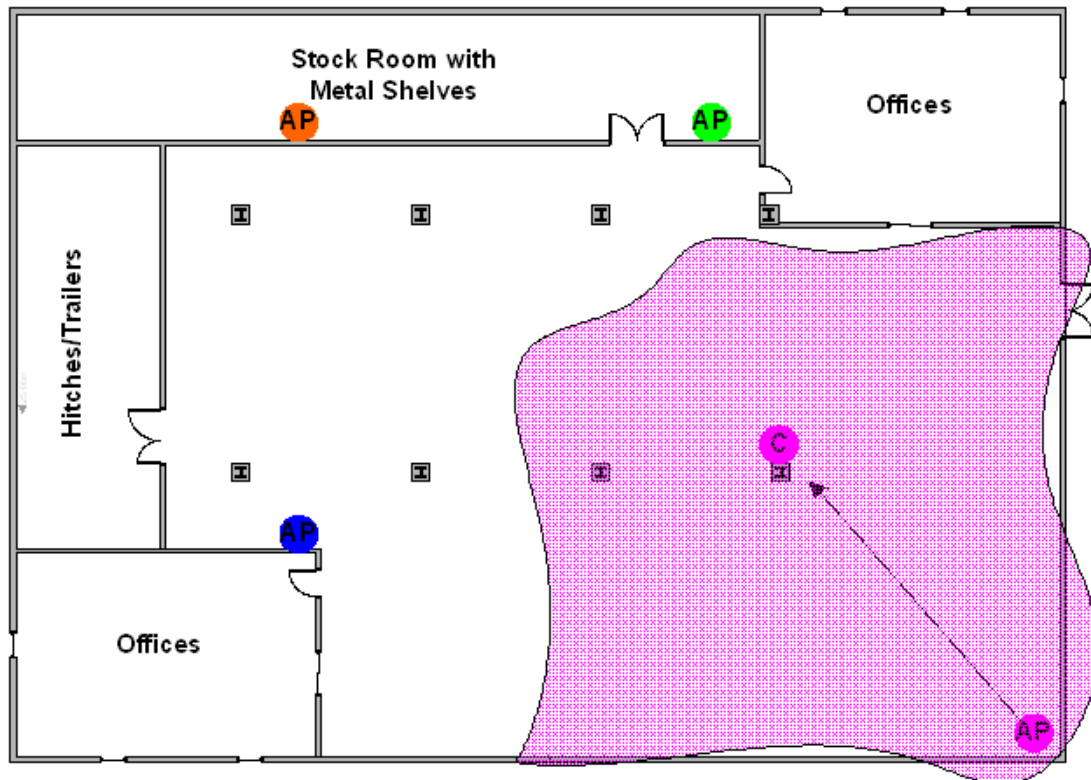 Stock Room with
Metal Shelves
AP
AP
Offices
Hitches/Trailers
C
AP
Offices
AP